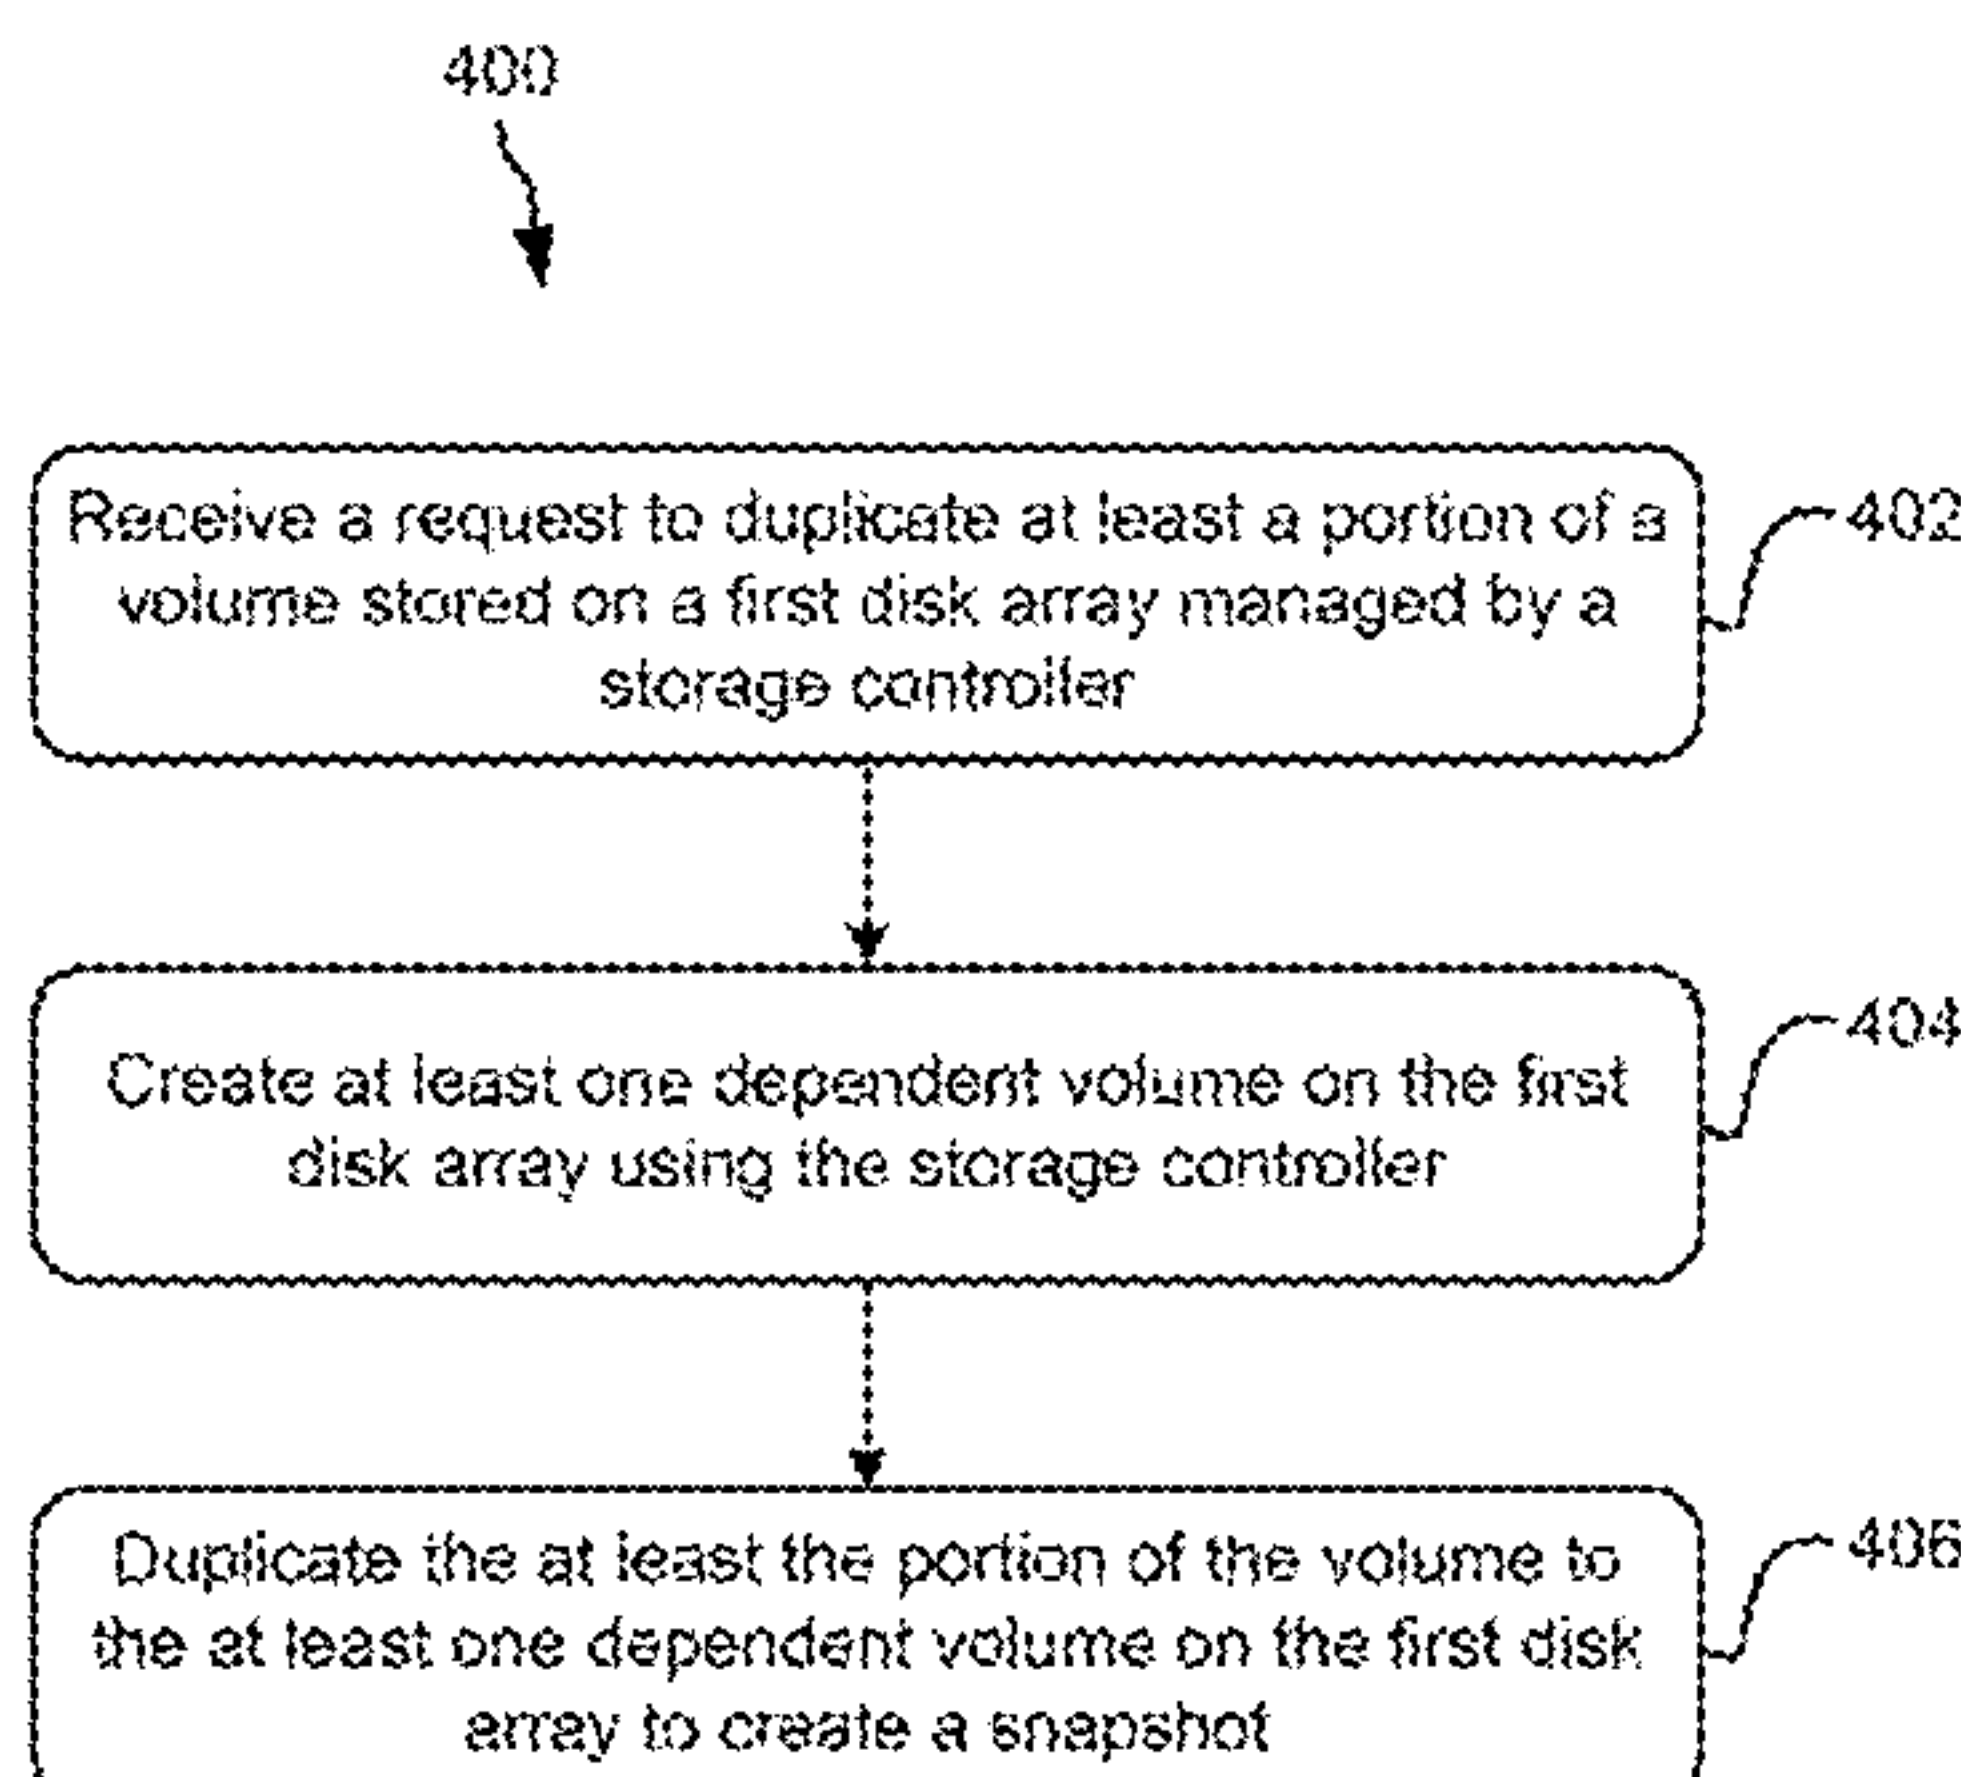 400
Receive a request to duplicate at least a portion of a
volume stored on a first disk array managed by a
storage controller
402
Create at least one dependent volume on the first
disk array using the storage controller
404
Duplicate the at least the portion of the volume to
the at least one dependent volume on the first disk
array to create a snapshot
406